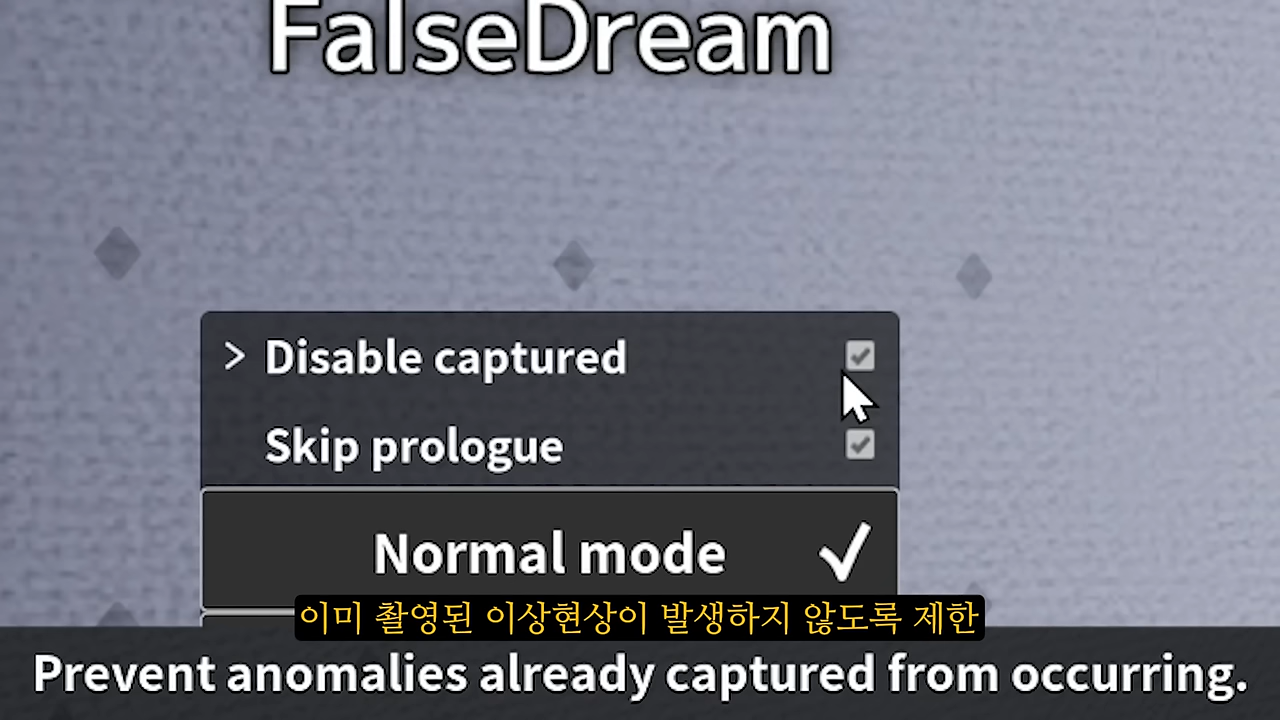 FalseDream
> Disable captured
Skip prologue
Normal mode
이미 촬영된 이상현상이 발생하지 않도록 제한
Prevent anomalies already captured from occurring.